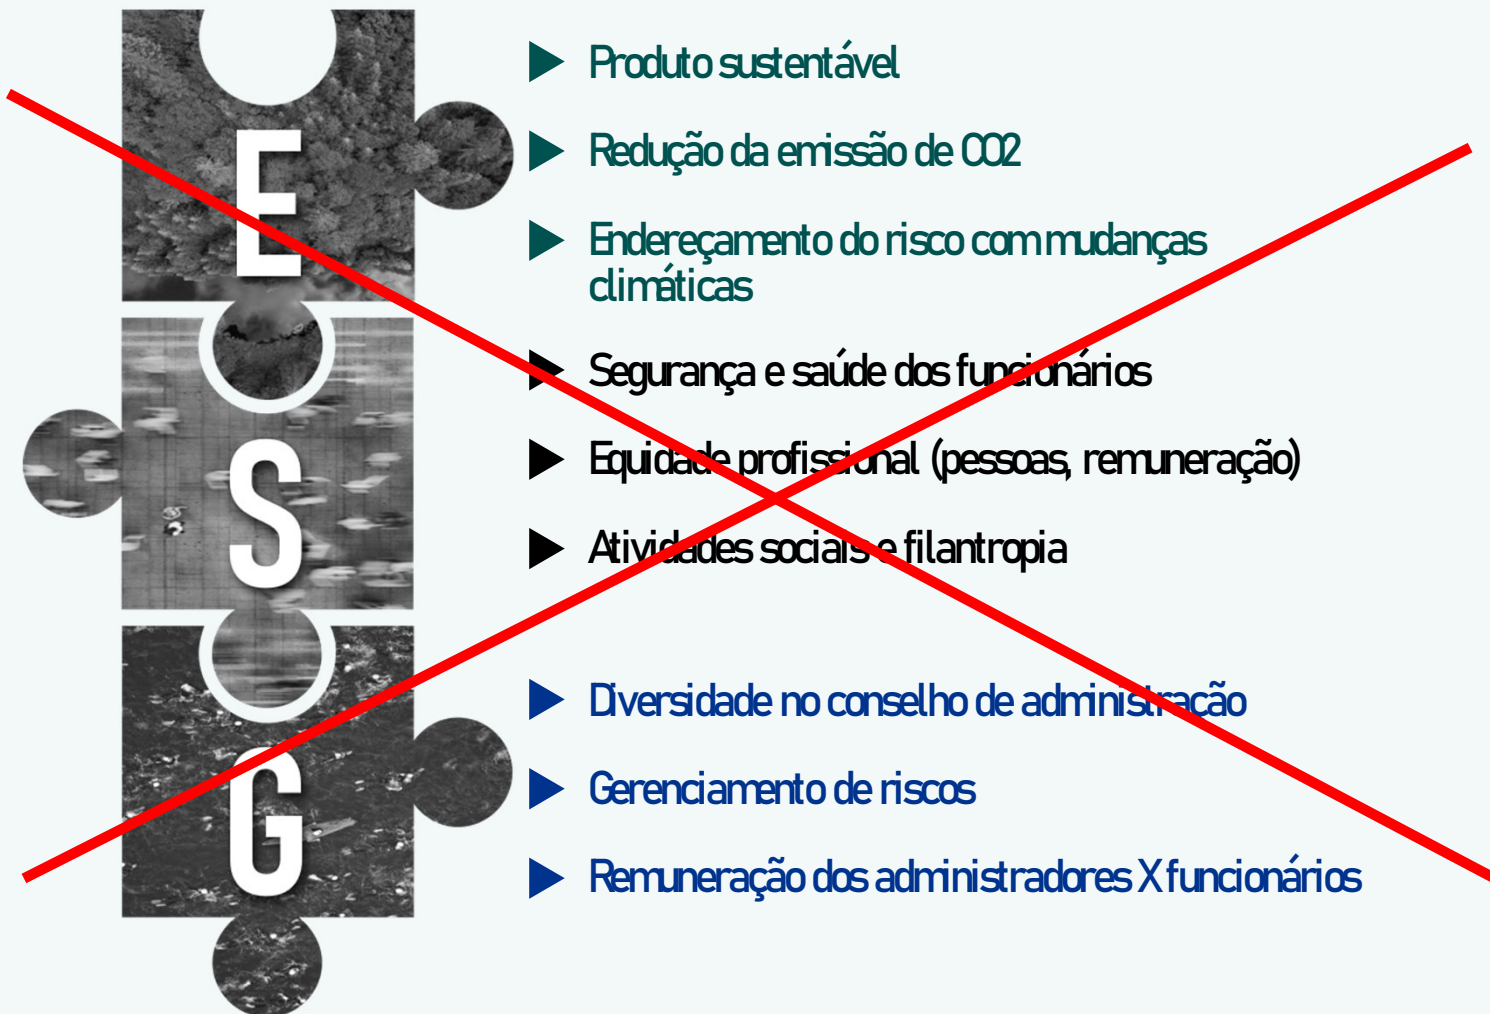 E
Produto sustentável
Redução da emissão de CO2
Endereçamento do risco com mudanças
climáticas
S
Segurança e saúde dos funcionários
Equidade profissional (pessoas, remuneração)
Atividades sociais e filantropia
G
Diversidade no conselho de administração
Gerenciamento de riscos
Remuneração dos administradores X funcionários